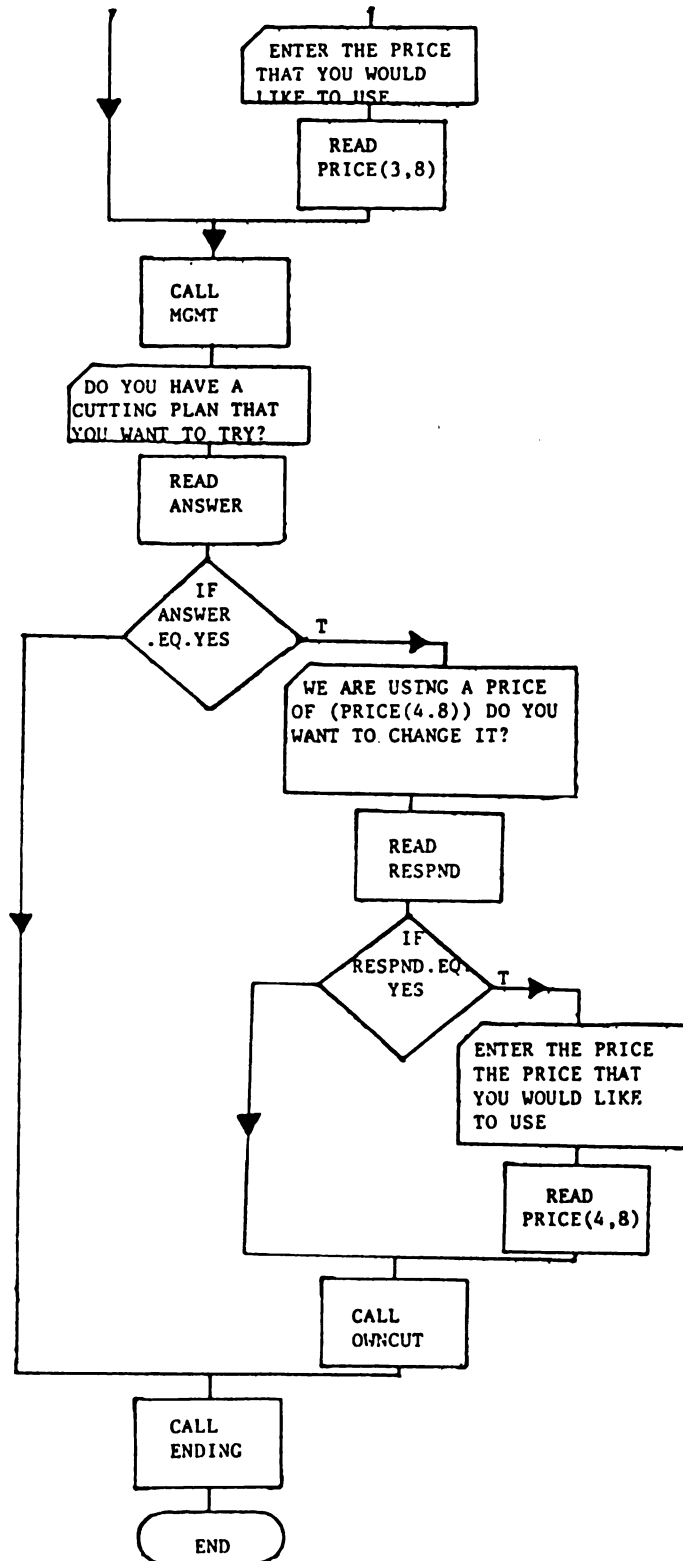 ENTER THE PRICE
THAT YOU WOULD
LIKE TO USE
READ
PRICE(3,8)
CALL
MGMT
DO YOU HAVE A
CUTTING PLAN THAT
YOU WANT TO TRY?
READ
ANSWER
IF
ANSWER
.EQ.YES
T
WE ARE USING A PRICE
OF (PRICE(4.8)) DO YOU
WANT TO CHANGE IT?
READ
RESPND
IF
RESPND.EQ.
YES
T
ENTER THE PRICE
THE PRICE THAT
YOU WOULD LIKE
TO USE
READ
PRICE(4,8)
CALL
OWNCUT
CALL
ENDING
END